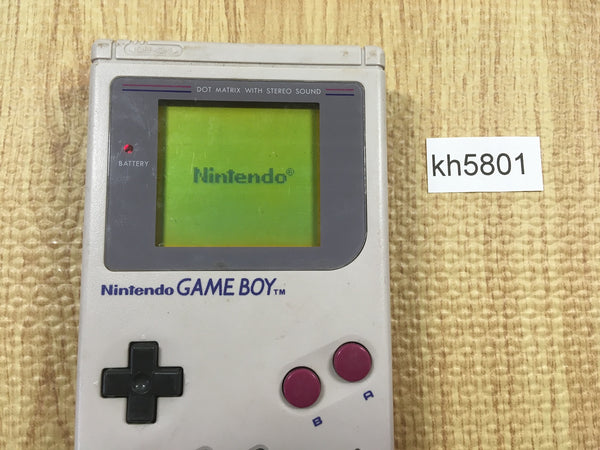 DOT MATRIX WITH STEREO SOUND
BATTERY
Nintendo®
kh5801
Nintendo GAME BOY™
B
A